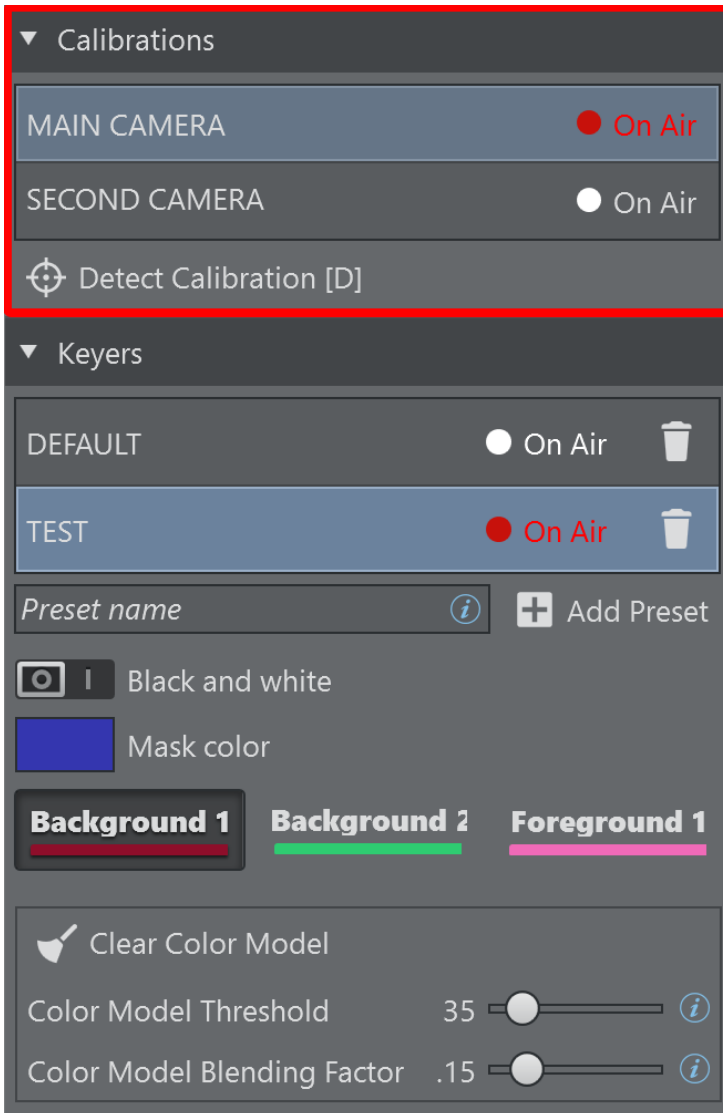 Calibrations
MAIN CAMERA On Air
SECOND CAMERA On Air
Detect Calibration [D]
Keyers
DEFAULT On Air
TEST On Air
Preset name i Add Preset
Black and white
Mask color
Background 1 Background 2 Foreground 1
Clear Color Model
Color Model Threshold 35 i
Color Model Blending Factor .15 i